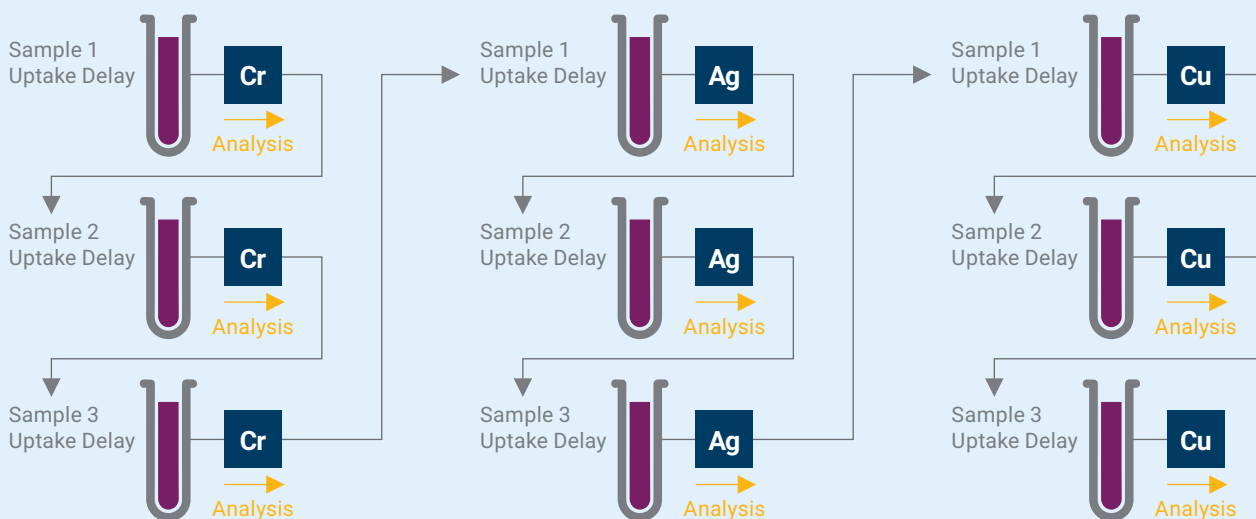 Sample 1
Uptake Delay
Cr
Analysis
Sample 2
Uptake Delay
Cr
Analysis
Sample 3
Uptake Delay
Cr
Analysis
Sample 1
Uptake Delay
Ag
Analysis
Sample 2
Uptake Delay
Ag
Analysis
Sample 3
Uptake Delay
Ag
Analysis
Sample 1
Uptake Delay
Cu
Analysis
Sample 2
Uptake Delay
Cu
Analysis
Sample 3
Uptake Delay
Cu
Analysis